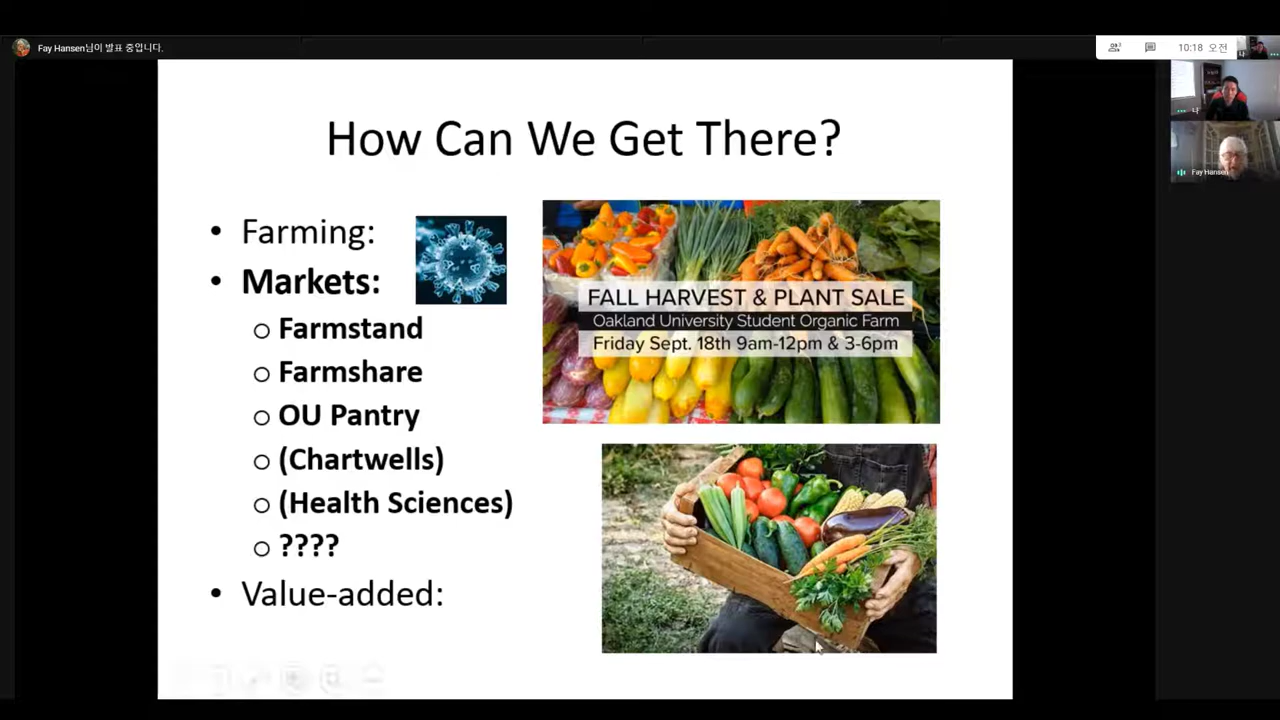 Fay Hansen님이 발표 중입니다.
10:18 오전
나
나
Fay Hansen
How Can We Get There?
• Farming:
• Markets:
o Farmstand
o Farmshare
o OU Pantry
o (Chartwells)
o (Health Sciences)
o ????
• Value-added:
FALL HARVEST & PLANT SALE
Oakland University Student Organic Farm
Friday Sept. 18th 9am-12pm & 3-6pm